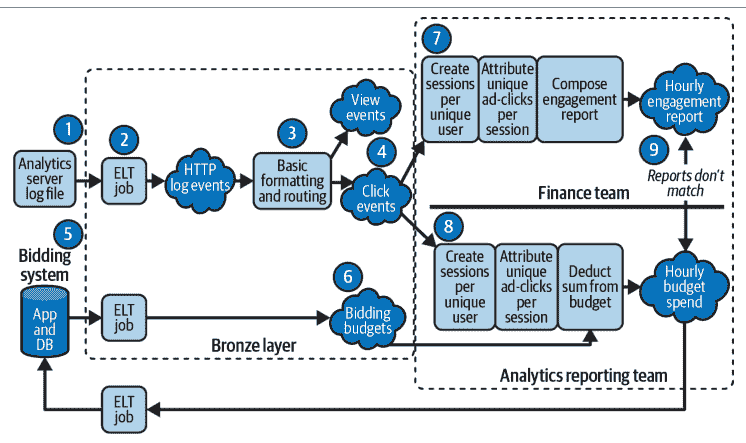 1
Analytics
server
log file
2
ELT
job
HTTP
log events
3
Basic
formatting
and routing
View
events
4
Click
events
7
Create
sessions
per
unique
user
Attribute
unique
ad-clicks
per
session
Compose
engagement
report
Hourly
engagement
report
9
Reports don't
match
Finance team
5
Bidding
system
App
and
DB
ELT
job
6
Bidding
budgets
Bronze layer
8
Create
sessions
per
unique
user
Attribute
unique
ad-clicks
per
session
Deduct
sum from
budget
Hourly
budget
spend
Analytics reporting team
ELT
job